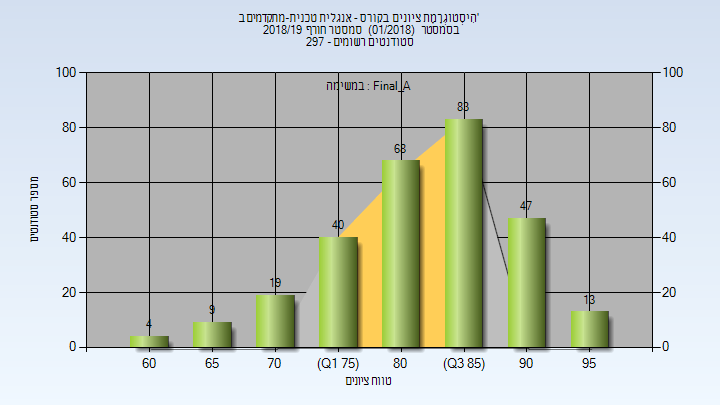 הִיסְטוֹגְרָמַת ציונים בקורס - אנגלית טכנית-מתקדמים ב'
בסמסטר (01/2018) סמסטר חורף 2018/19
סטודנטים רשומים - 297
במשימה : Final_A
100 100
83
80 80
68
60 60
47
40 40 40
20 19 20
13
9
4
0 0
60 65 70 (Q1 75) 80 (Q3 85) 90 95
טווח ציונים
מספר סטודנטים